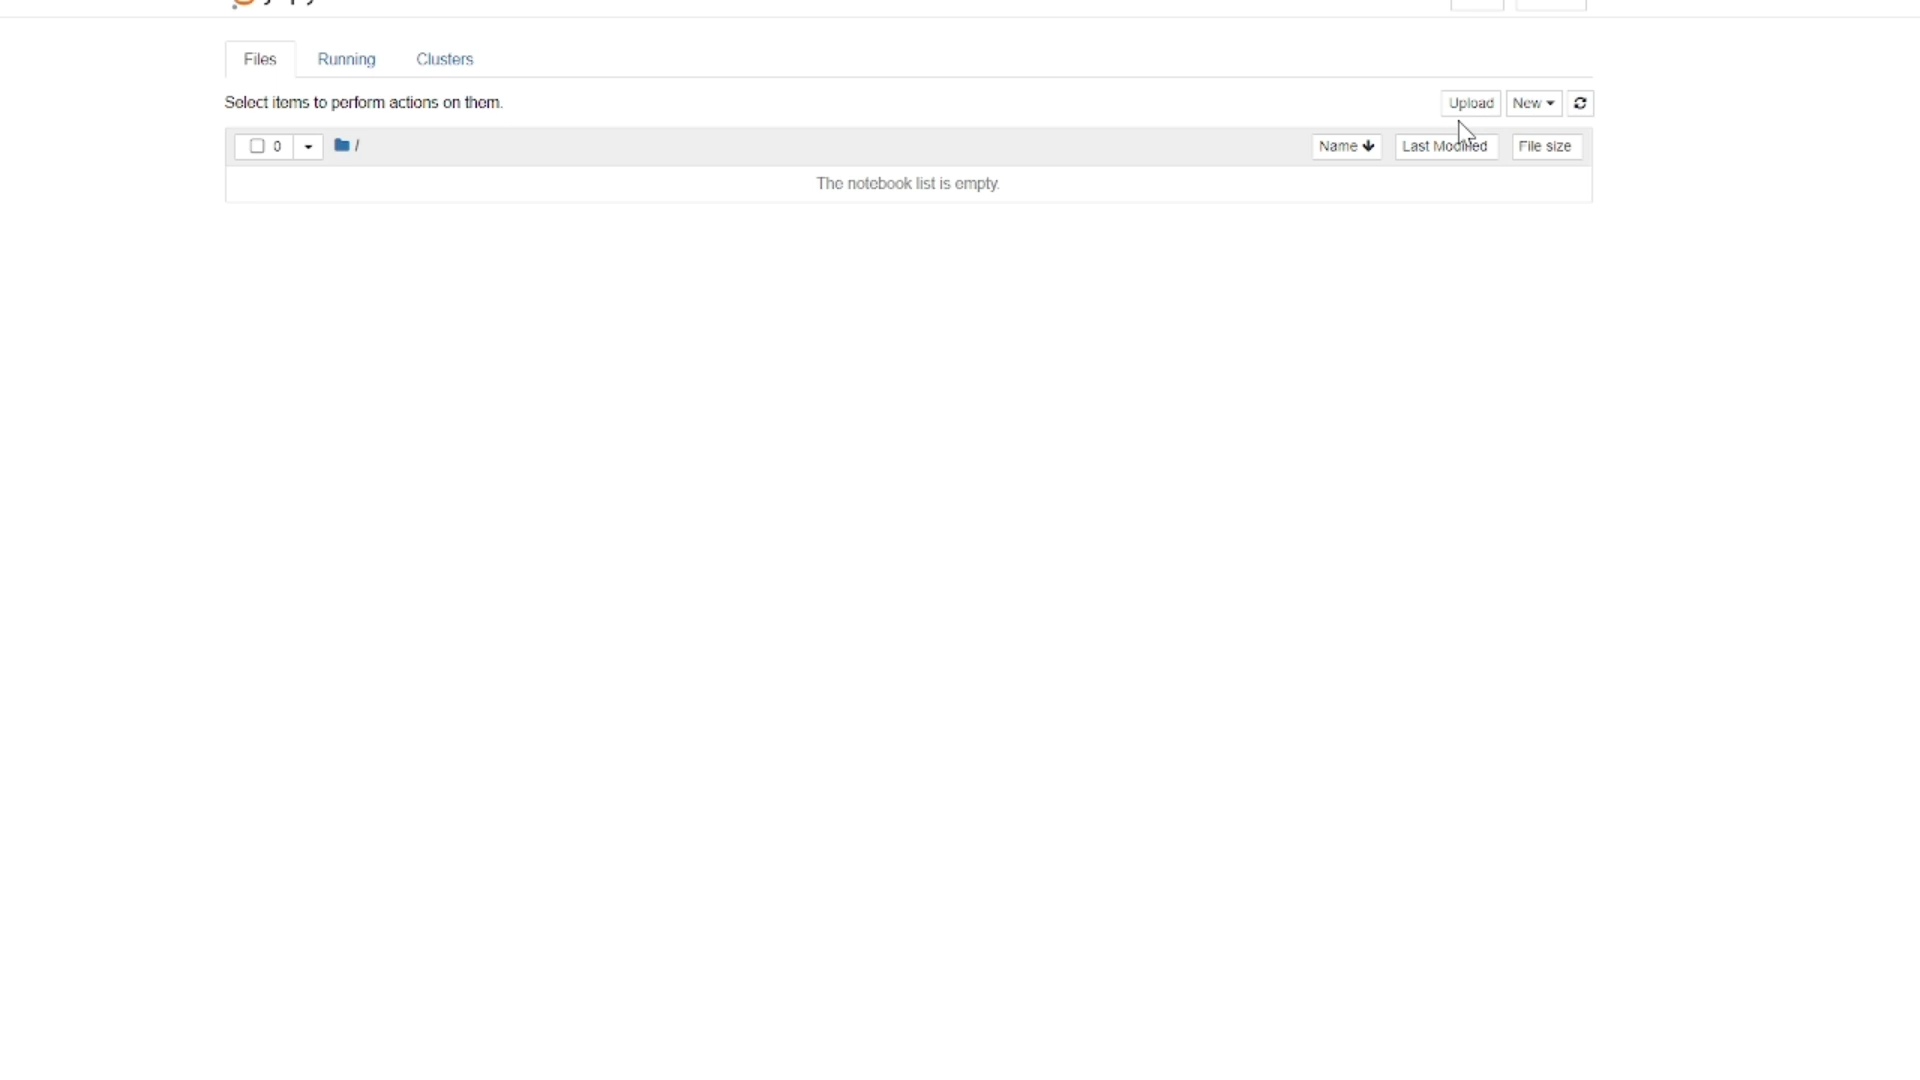 Files Running Clusters
Select items to perform actions on them.
Upload New
0 / Name Last Modified File size
The notebook list is empty.